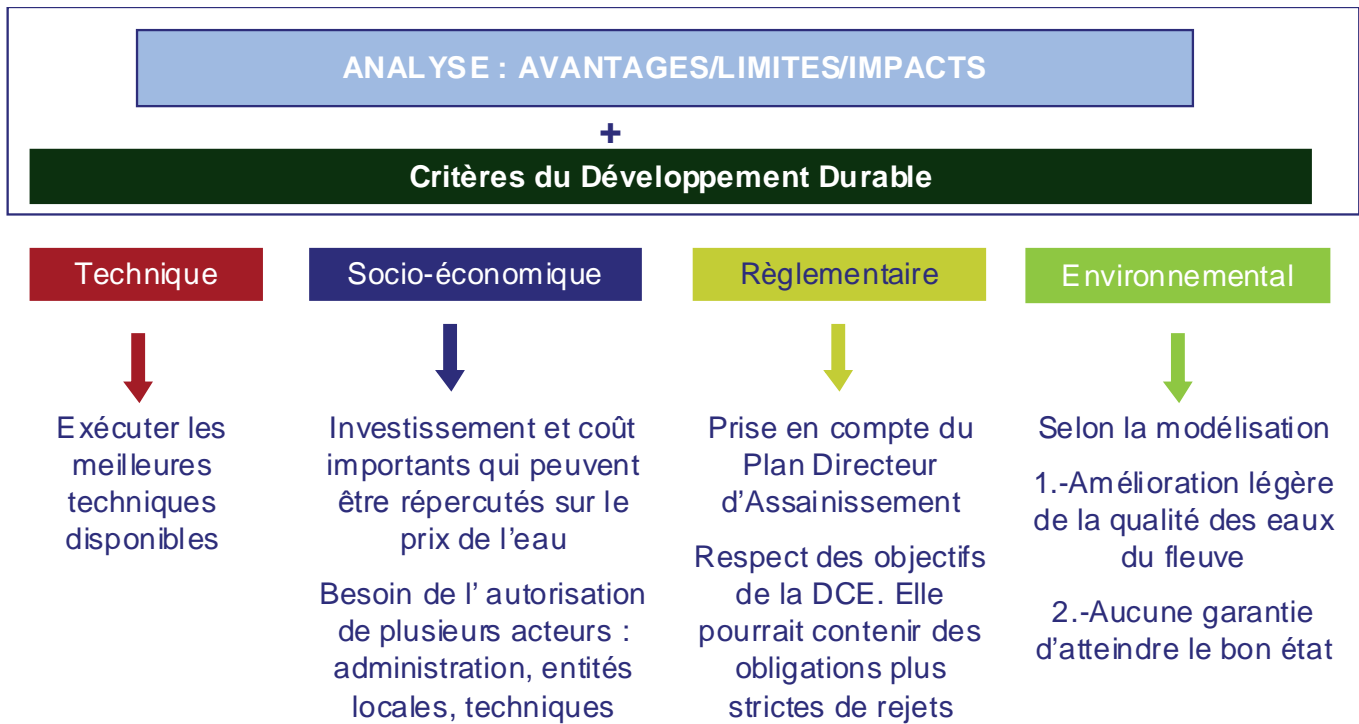 ANALYSE : AVANTAGES/LIMITES/IMPACTS
+
Critères du Développement Durable
Technique
Exécuter les
meilleures
techniques
disponibles
Socio-économique
Investissement et coût
importants qui peuvent
être répercutés sur le
prix de l'eau
Besoin de l' autorisation
de plusieurs acteurs :
administration, entités
locales, techniques
Règlementaire
Prise en compte du
Plan Directeur
d'Assainissement
Respect des objectifs
de la DCE. Elle
pourrait contenir des
obligations plus
strictes de rejets
Environnemental
Selon la modélisation
1.-Amélioration légère
de la qualité des eaux
du fleuve
2.-Aucune garantie
d'atteindre le bon état